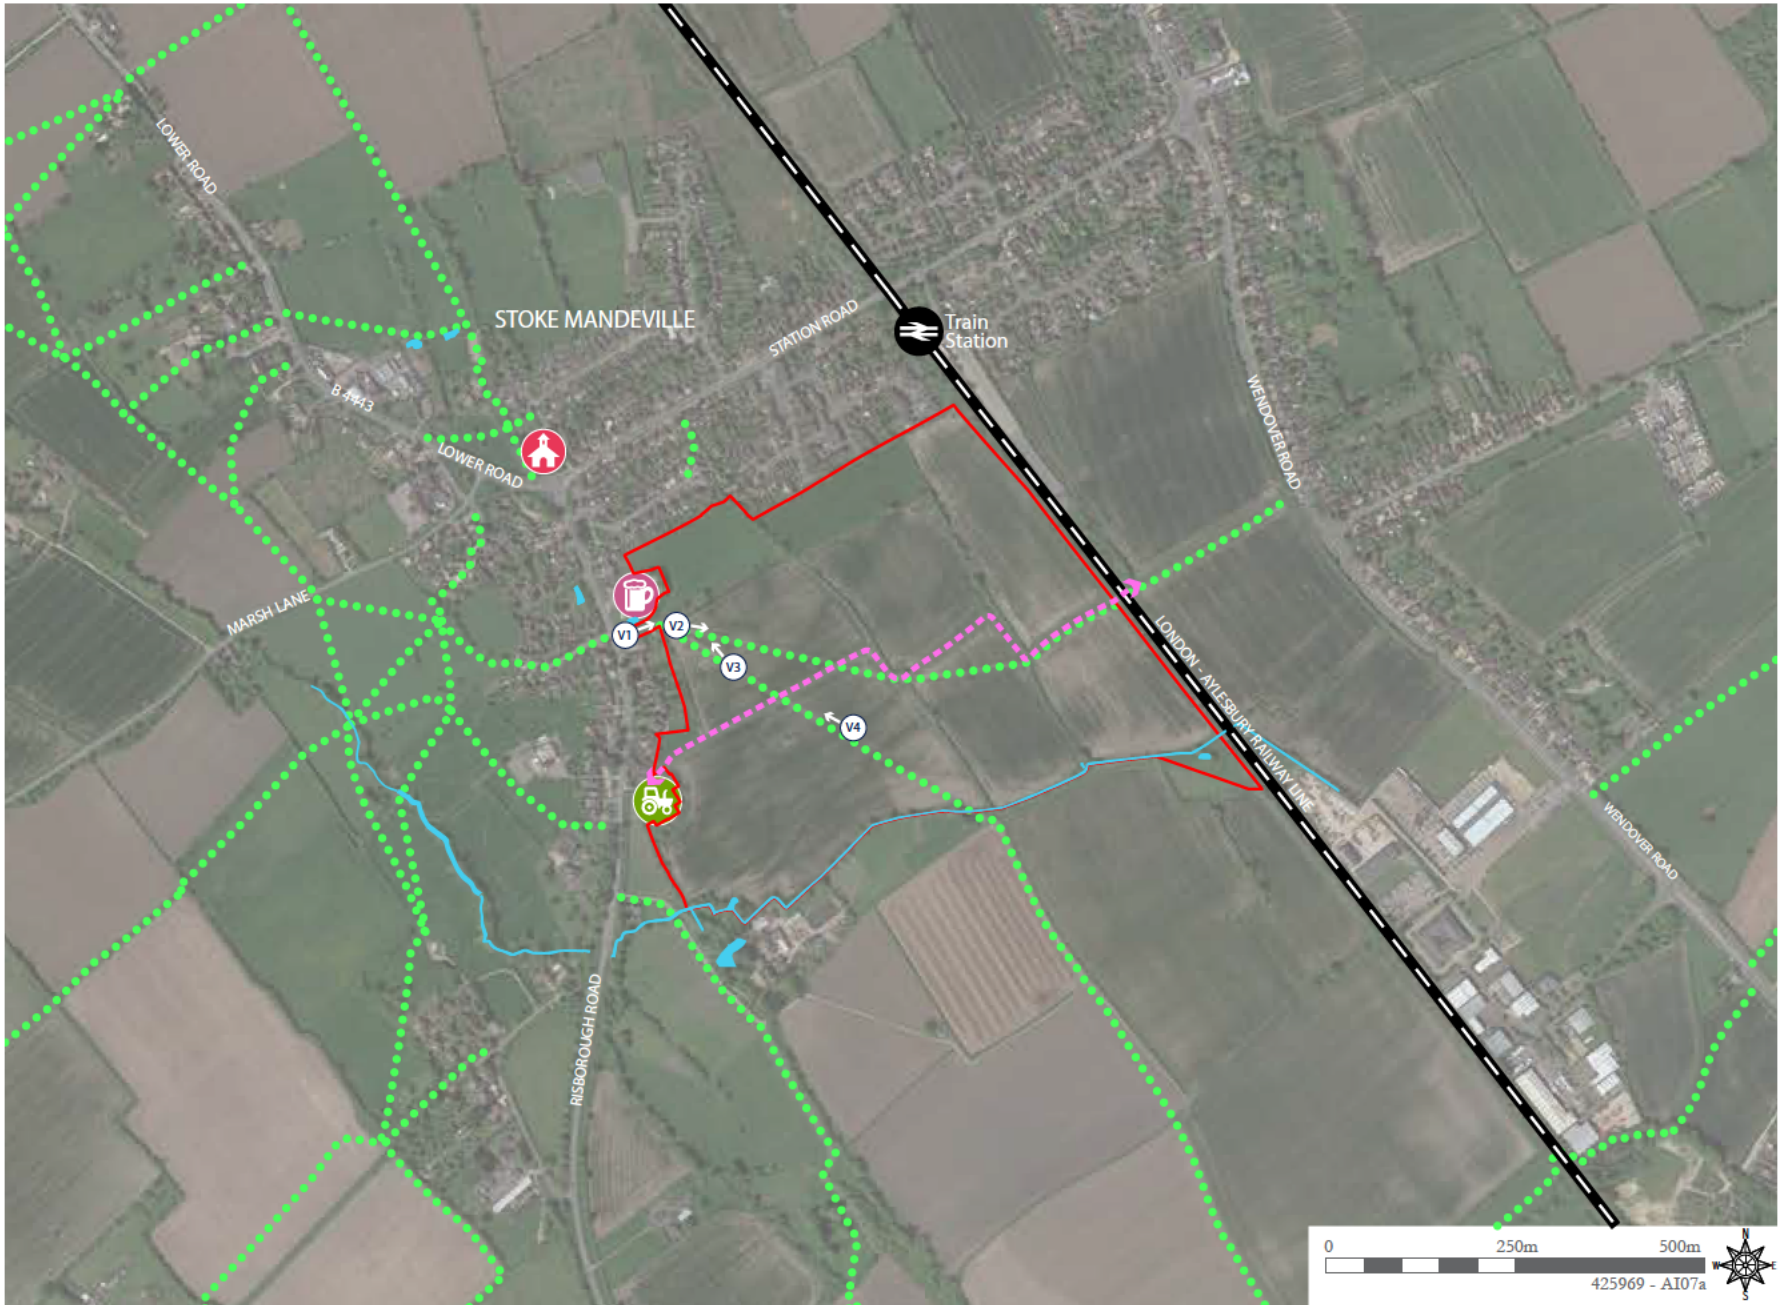 LOWER ROAD
STOKE MANDEVILLE
STATION ROAD
Train
Station
B 4443
WENDOVER ROAD
LOWER ROAD
MARSH LANE
V1
V2
V3
V4
LONDON - AYLESBURY RAILWAY LINE
WENDOVER ROAD
RISBOROUGH ROAD
0 250m 500m
425969 - AI07a
N
W E
S